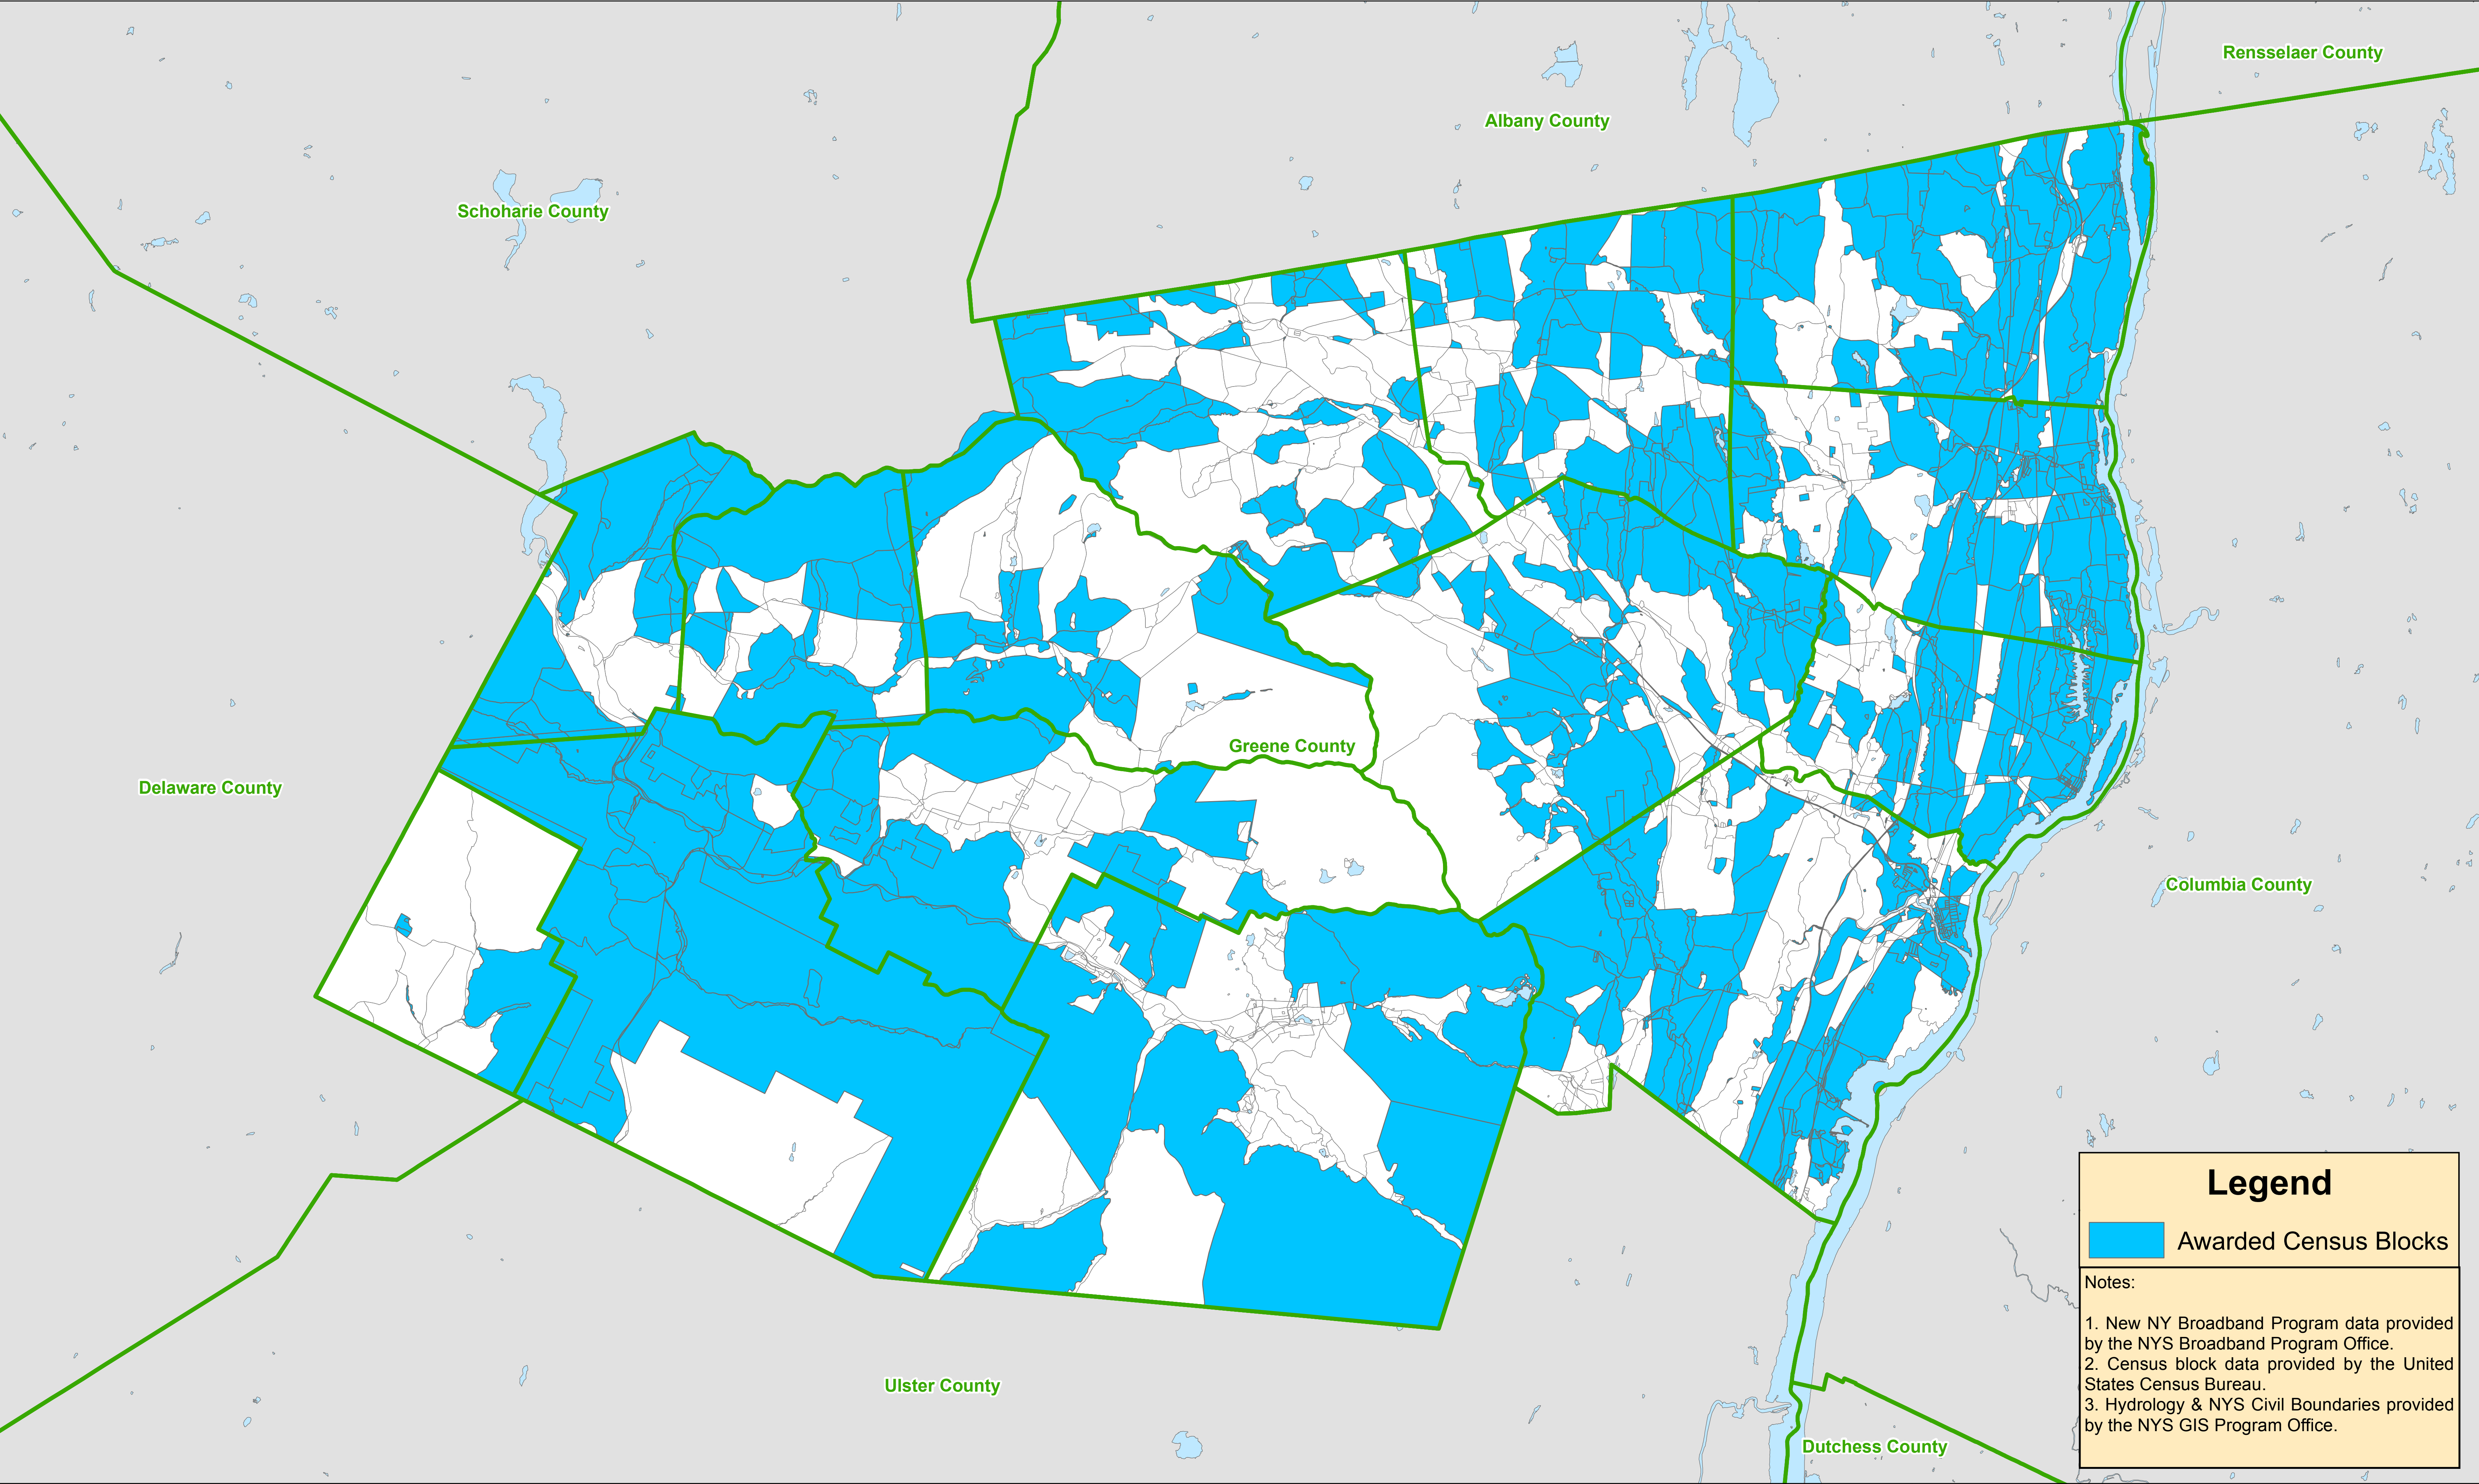 Rensselaer County
Albany County
Schoharie County
Greene County
Delaware County
Columbia County
Ulster County
Dutchess County
Legend
Awarded Census Blocks
Notes:
1. New NY Broadband Program data provided
by the NYS Broadband Program Office.
2. Census block data provided by the United
States Census Bureau.
3. Hydrology & NYS Civil Boundaries provided
by the NYS GIS Program Office.